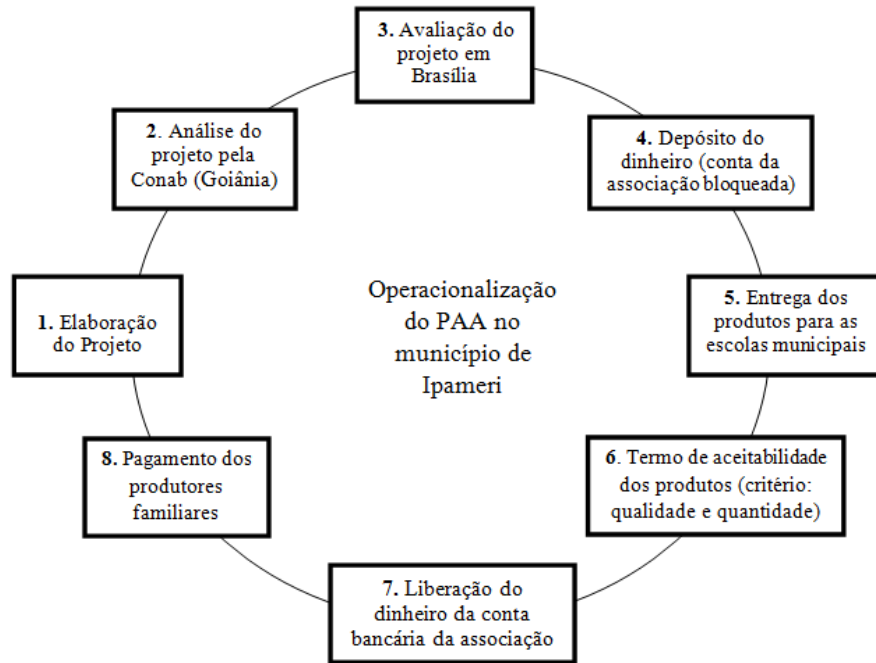 3. Avaliação do
projeto em
Brasília
2. Análise do
projeto pela
Conab (Goiânia)
4. Depósito do
dinheiro (conta da
associação bloqueada)
1. Elaboração
do Projeto
Operacionalização
do PAA no
município de
Ipameri
5. Entrega dos
produtos para as
escolas municipais
8. Pagamento dos
produtores
familiares
6. Termo de aceitabilidade
dos produtos (critério:
qualidade e quantidade)
7. Liberação do
dinheiro da conta
bancária da associação